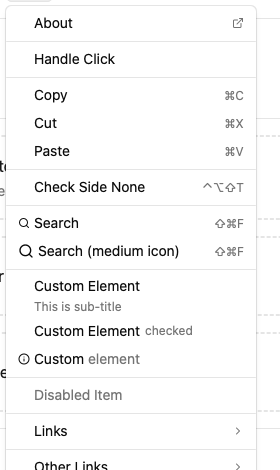 About
Handle Click
Copy ⌘C
Cut ⌘X
Paste ⌘V
Check Side None ⌃⌥⇧T
Search ⇧⌘F
Search (medium icon) ⇧⌘F
Custom Element
This is sub-title
Custom Element checked
Custom element
Disabled Item
Links
Other Links